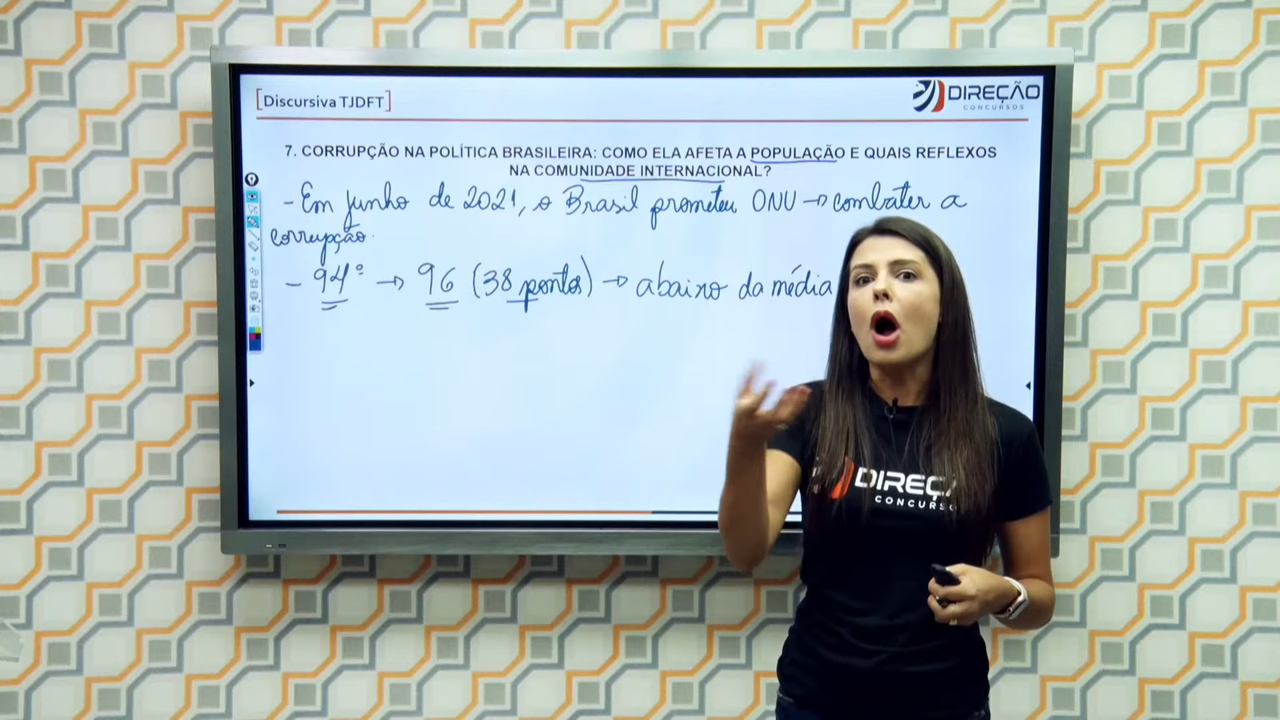 [Discursiva TJDFT]
DIREÇÃO
CONCURSOS
7. CORRUPÇÃO NA POLÍTICA BRASILEIRA: COMO ELA AFETA A POPULAÇÃO E QUAIS REFLEXOS
NA COMUNIDADE INTERNACIONAL?
- Em junho de 2021, o Brasil prometeu ONU → combater a
corrupção.
- 94º → 96 (38 pontos) → abaixo da média
DIREÇ
CONCURSO